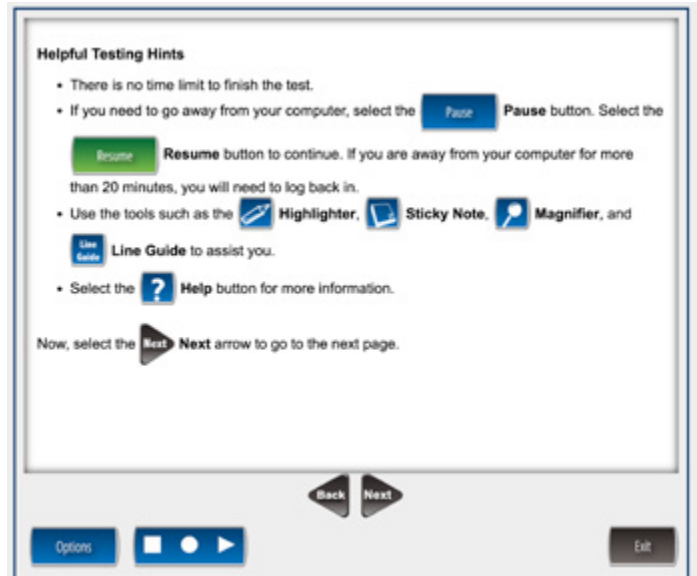 Helpful Testing Hints
• There is no time limit to finish the test.
• If you need to go away from your computer, select the Pause Pause button. Select the
Resume Resume button to continue. If you are away from your computer for more
than 20 minutes, you will need to log back in.
• Use the tools such as the Highlighter, Sticky Note, Magnifier, and
Line Guide Line Guide to assist you.
• Select the ? Help button for more information.
Now, select the Next Next arrow to go to the next page.
Back Next
Options Exit